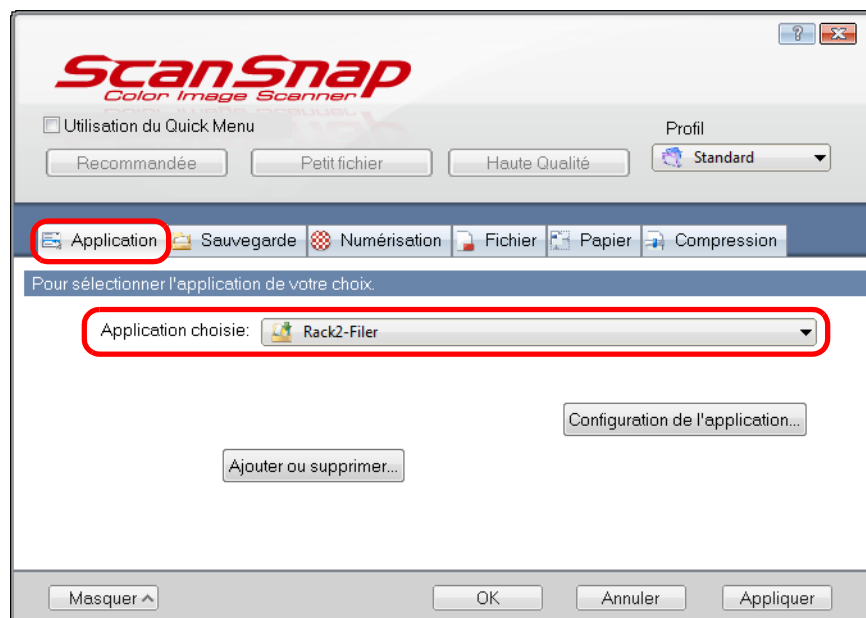 ScanSnap
Color Image Scanner
Utilisation du Quick Menu
Profil
Recommandée Petit fichier Haute Qualité Standard
Application Sauvegarde Numérisation Fichier Papier Compression
Pour sélectionner l'application de votre choix.
Application choisie: Rack2-Filer
Configuration de l'application...
Ajouter ou supprimer...
Masquer OK Annuler Appliquer